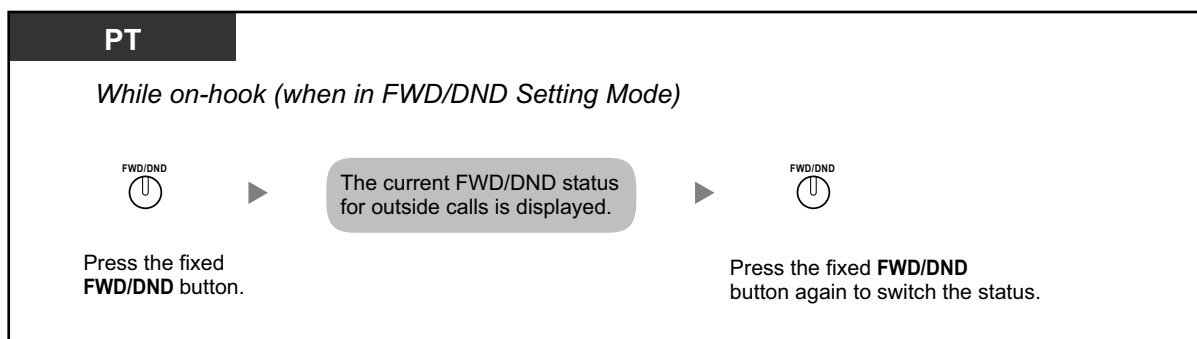 PT
While on-hook (when in FWD/DND Setting Mode)
FWD/DND
The current FWD/DND status
for outside calls is displayed.
FWD/DND
Press the fixed
FWD/DND button.
Press the fixed FWD/DND
button again to switch the status.